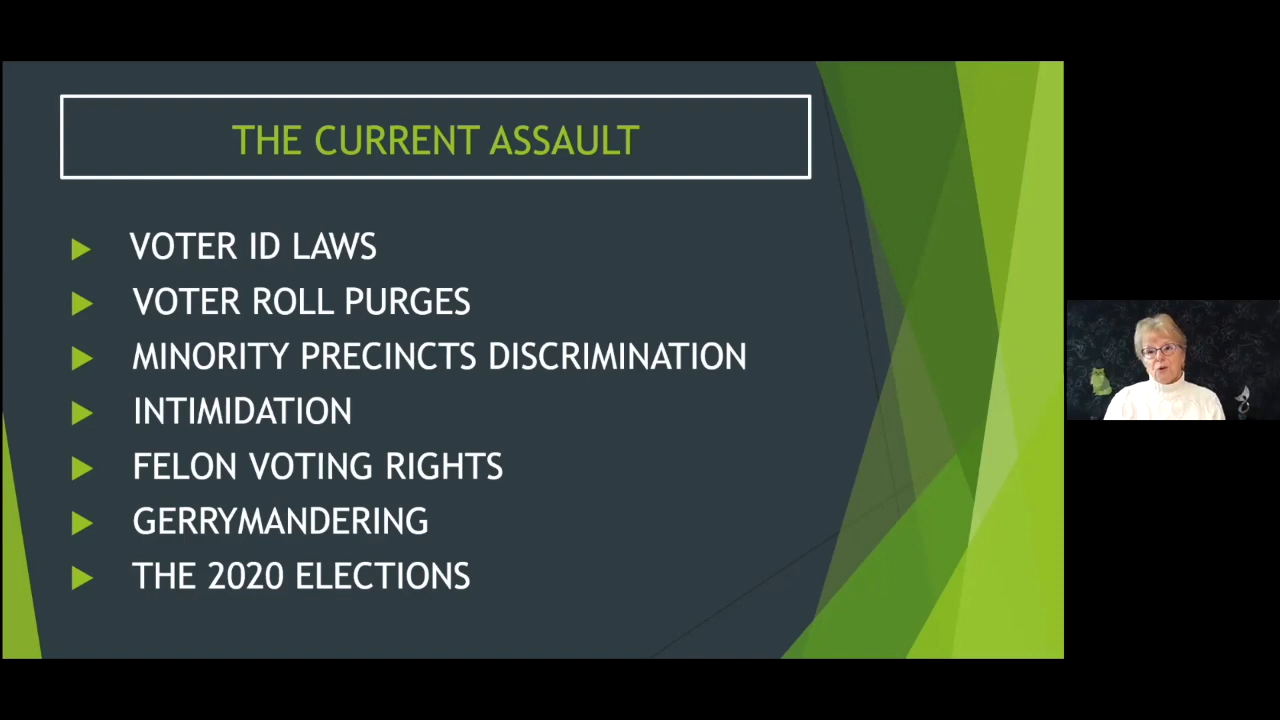 THE CURRENT ASSAULT
VOTER ID LAWS
VOTER ROLL PURGES
MINORITY PRECINCTS DISCRIMINATION
INTIMIDATION
FELON VOTING RIGHTS
GERRYMANDERING
THE 2020 ELECTIONS